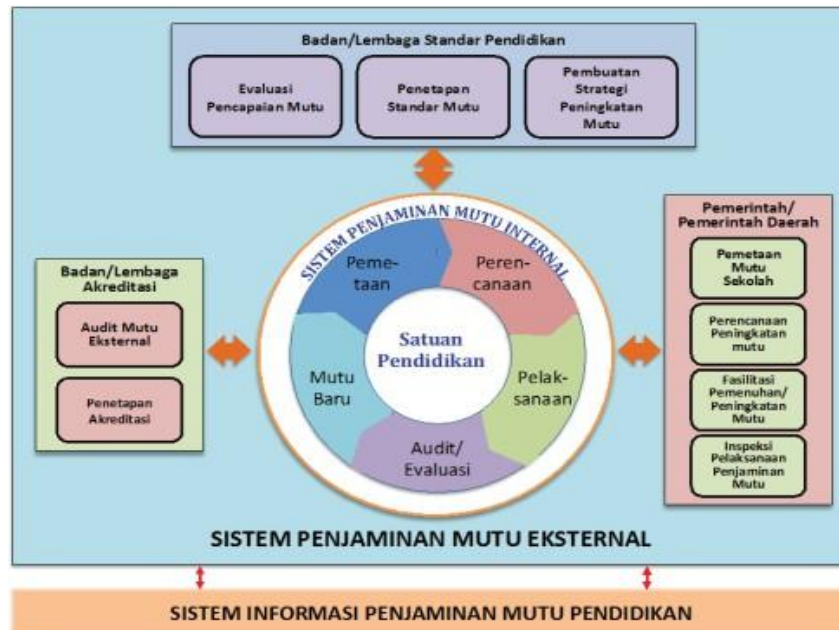 Badan/Lembaga Standar Pendidikan
Evaluasi
Pencapaian Mutu
Penetapan
Standar Mutu
Pembuatan
Strategi
Peningkatan
Mutu
SISTEM PENJAMINAN MUTU INTERNAL
Peme-
taan
Peren-
canaan
Pelak-
sanaan
Audit/
Evaluasi
Mutu
Baru
Satuan
Pendidikan
Badan/Lembaga
Akreditasi
Audit Mutu
Eksternal
Penetapan
Akreditasi
Pemerintah/
Pemerintah Daerah
Pemetaan
Mutu
Sekolah
Perencanaan
Peningkatan
mutu
Fasilitasi
Pemenuhan/
Peningkatan
Mutu
Inspeksi
Pelaksanaan
Penjaminan
Mutu
SISTEM PENJAMINAN MUTU EKSTERNAL
SISTEM INFORMASI PENJAMINAN MUTU PENDIDIKAN